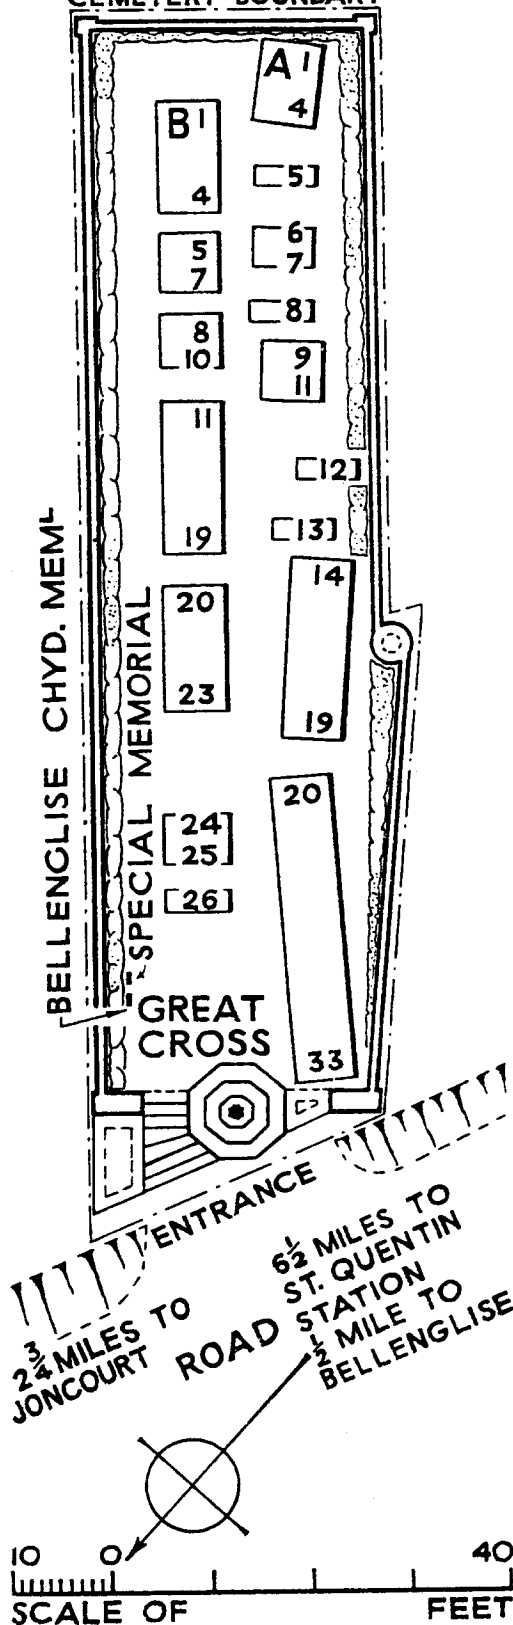 CEMETERY BOUNDARY
A 1
4
B 1
4
5
6
7
5
7
8
8
10
9
11
11
19
12
13
14
19
20
23
BELLENGLISE CHYD. MEMᴸ
SPECIAL MEMORIAL
20
33
24
25
26
GREAT
CROSS
ENTRANCE
6½ MILES TO
ST. QUENTIN
STATION
½ MILE TO
BELLENGLISE
2¾ MILES TO
JONCOURT
ROAD
10 0 40
SCALE OF FEET